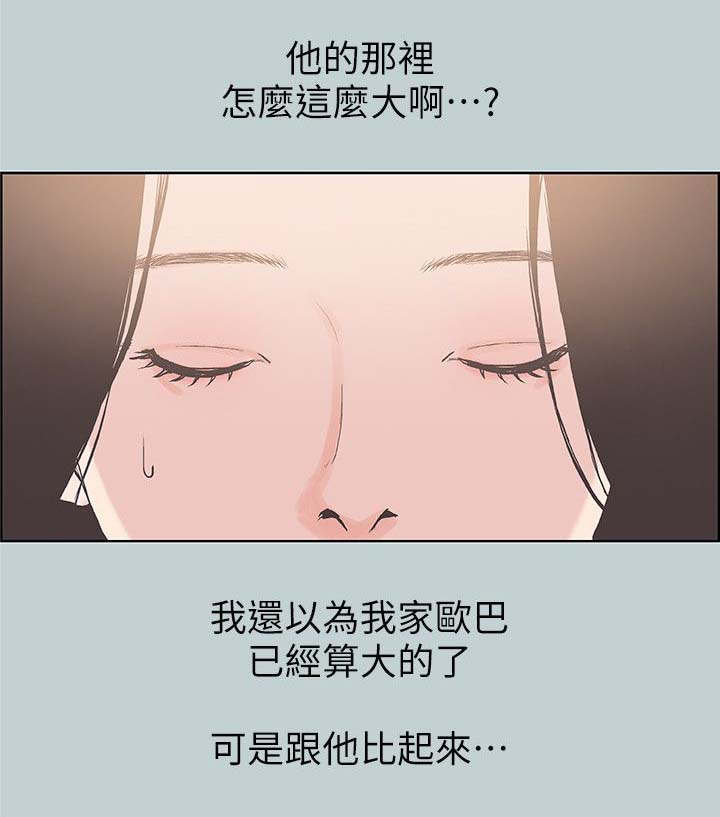 他的那裡
怎麼這麼大啊⋯?
我還以為我家歐巴
已經算大的了
可是跟他比起來⋯